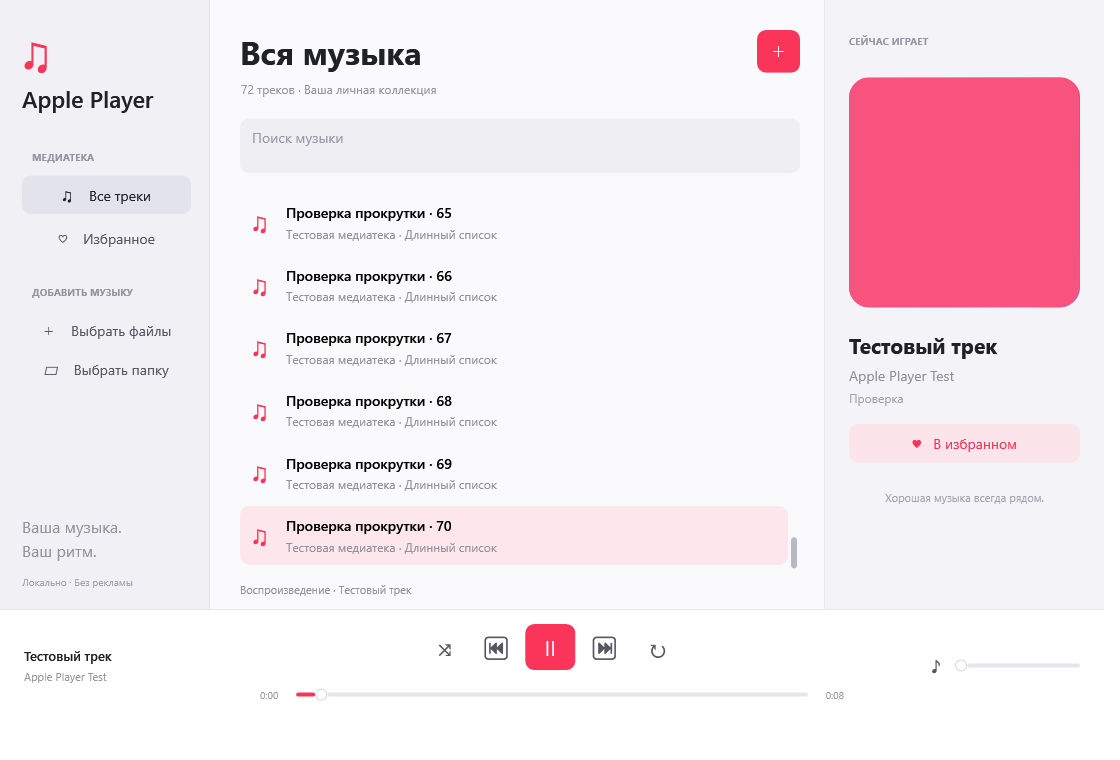 Apple Player
МЕДИАТЕКА
Все треки
Избранное
ДОБАВИТЬ МУЗЫКУ
+ Выбрать файлы
Выбрать папку
Ваша музыка.
Ваш ритм.
Локально · Без рекламы
Вся музыка
+
72 треков · Ваша личная коллекция
Поиск музыки
Проверка прокрутки · 65
Тестовая медиатека · Длинный список
Проверка прокрутки · 66
Тестовая медиатека · Длинный список
Проверка прокрутки · 67
Тестовая медиатека · Длинный список
Проверка прокрутки · 68
Тестовая медиатека · Длинный список
Проверка прокрутки · 69
Тестовая медиатека · Длинный список
Проверка прокрутки · 70
Тестовая медиатека · Длинный список
Воспроизведение · Тестовый трек
СЕЙЧАС ИГРАЕТ
Тестовый трек
Apple Player Test
Проверка
В избранном
Хорошая музыка всегда рядом.
Тестовый трек
Apple Player Test
0:00
0:08